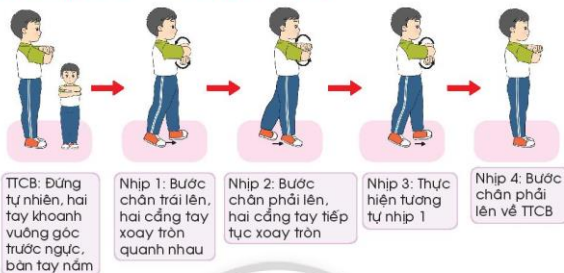 TTCB: Đứng
tự nhiên, hai
tay khoanh
vuông góc
trước ngực,
bàn tay nắm
Nhịp 1: Bước
chân trái lên,
hai cẳng tay
xoay tròn
quanh nhau
Nhịp 2: Bước
chân phải lên,
hai cẳng tay tiếp
tục xoay tròn
Nhịp 3: Thực
hiện tương
tự nhịp 1
Nhịp 4: Bước
chân phải
lên về TTCB